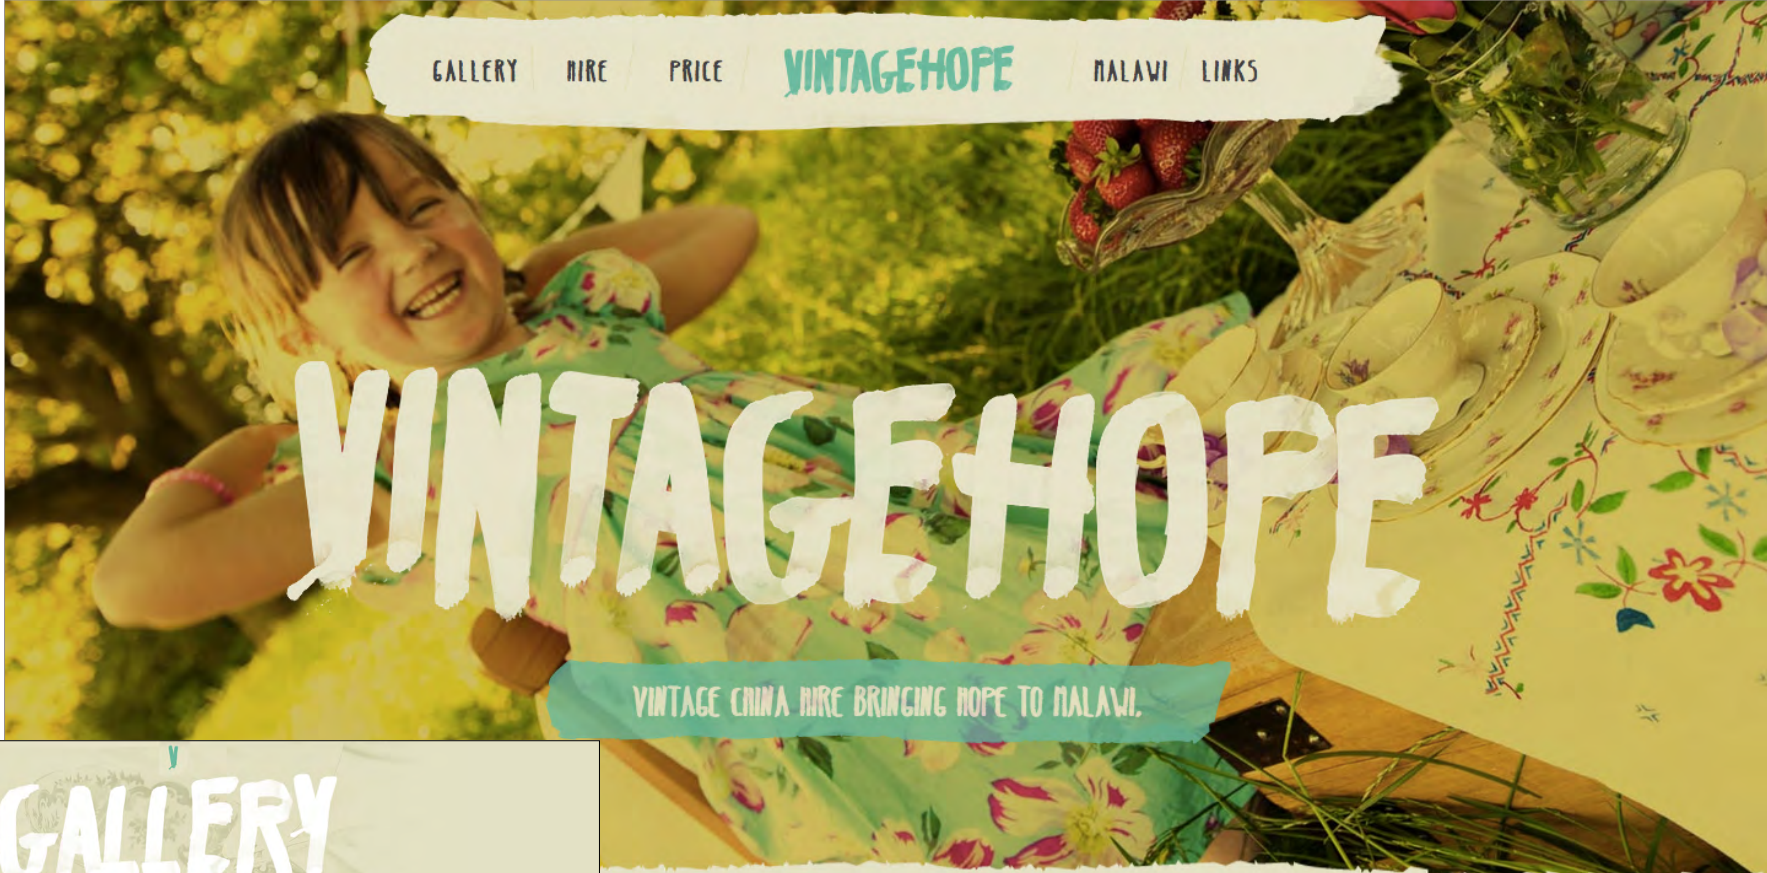 GALLERY HIRE PRICE VINTAGEHOPE MALAWI LINKS
VINTAGEHOPE
VINTAGE CHINA HIRE BRINGING HOPE TO MALAWI.
GALLERY